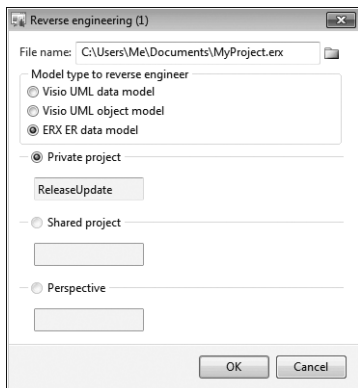 Reverse engineering (1)
File name: C:\Users\Me\Documents\MyProject.erx
Model type to reverse engineer
Visio UML data model
Visio UML object model
ERX ER data model
Private project
ReleaseUpdate
Shared project
Perspective
OK Cancel